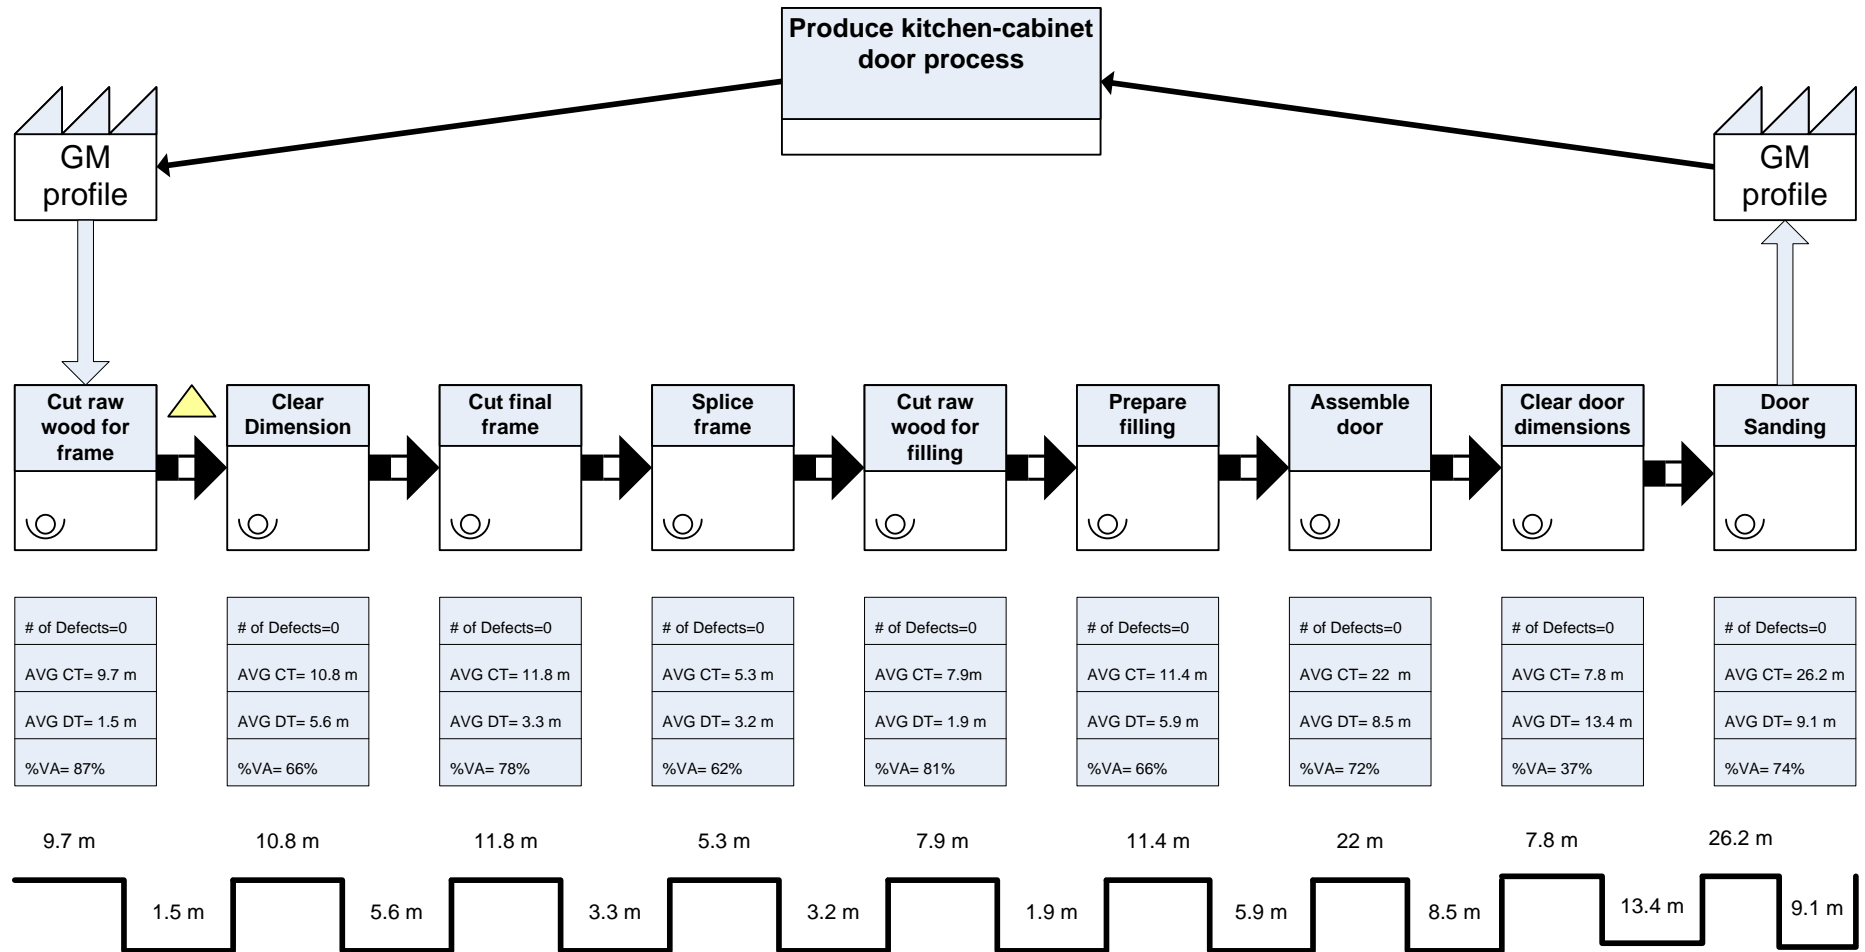 Produce kitchen-cabinet
door process
GM
profile
GM
profile
Cut raw
wood for
frame
Clear
Dimension
Cut final
frame
Splice
frame
Cut raw
wood for
filling
Prepare
filling
Assemble
door
Clear door
dimensions
Door
Sanding
# of Defects=0
AVG CT= 9.7 m
AVG DT= 1.5 m
%VA= 87%
# of Defects=0
AVG CT= 10.8 m
AVG DT= 5.6 m
%VA= 66%
# of Defects=0
AVG CT= 11.8 m
AVG DT= 3.3 m
%VA= 78%
# of Defects=0
AVG CT= 5.3 m
AVG DT= 3.2 m
%VA= 62%
# of Defects=0
AVG CT= 7.9m
AVG DT= 1.9 m
%VA= 81%
# of Defects=0
AVG CT= 11.4 m
AVG DT= 5.9 m
%VA= 66%
# of Defects=0
AVG CT= 22 m
AVG DT= 8.5 m
%VA= 72%
# of Defects=0
AVG CT= 7.8 m
AVG DT= 13.4 m
%VA= 37%
# of Defects=0
AVG CT= 26.2 m
AVG DT= 9.1 m
%VA= 74%
9.7 m
10.8 m
11.8 m
5.3 m
7.9 m
11.4 m
22 m
7.8 m
26.2 m
1.5 m
5.6 m
3.3 m
3.2 m
1.9 m
5.9 m
8.5 m
13.4 m
9.1 m